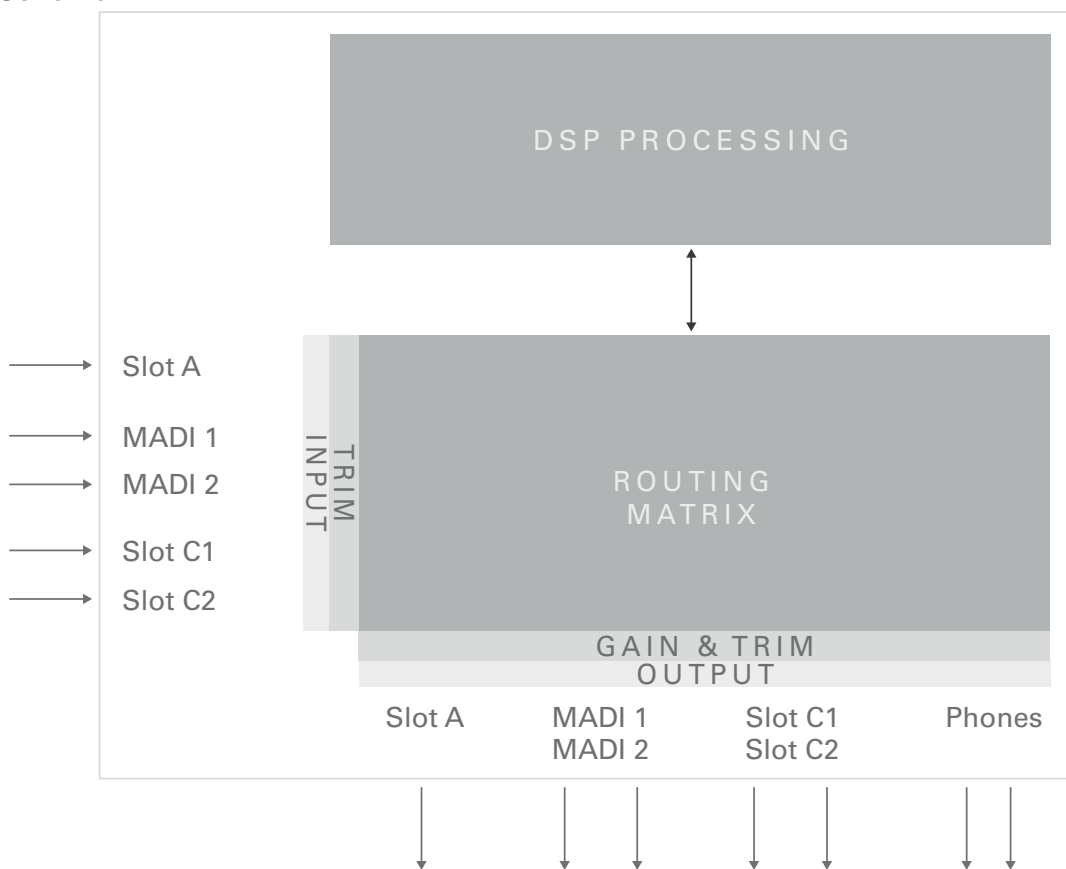 DSP PROCESSING
Slot A
MADI 1
MADI 2
Slot C1
Slot C2
INPUT
TRIM
ROUTING
MATRIX
GAIN & TRIM
OUTPUT
Slot A
MADI 1
MADI 2
Slot C1
Slot C2
Phones